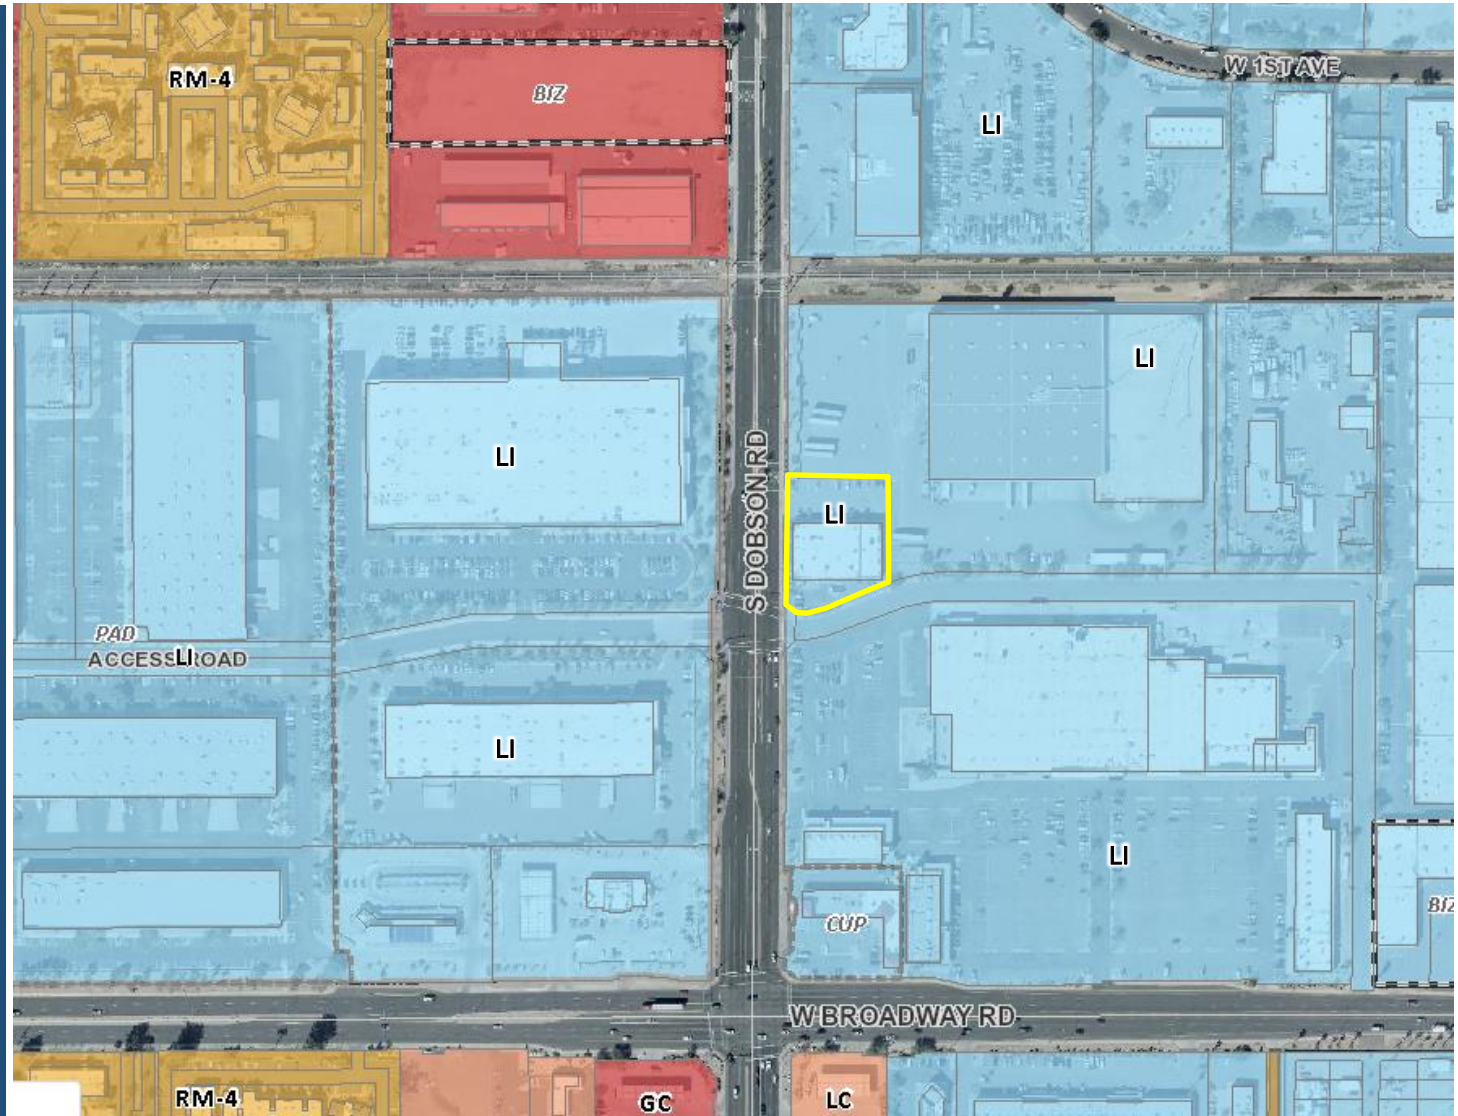 W 1ST AVE
RM-4
BIZ
LI
LI
LI
S DOBSON RD
LI
PAD
ACCESS ROAD
LI
LI
LI
BIZ
CUP
W BROADWAY RD
RM-4
GC
LC